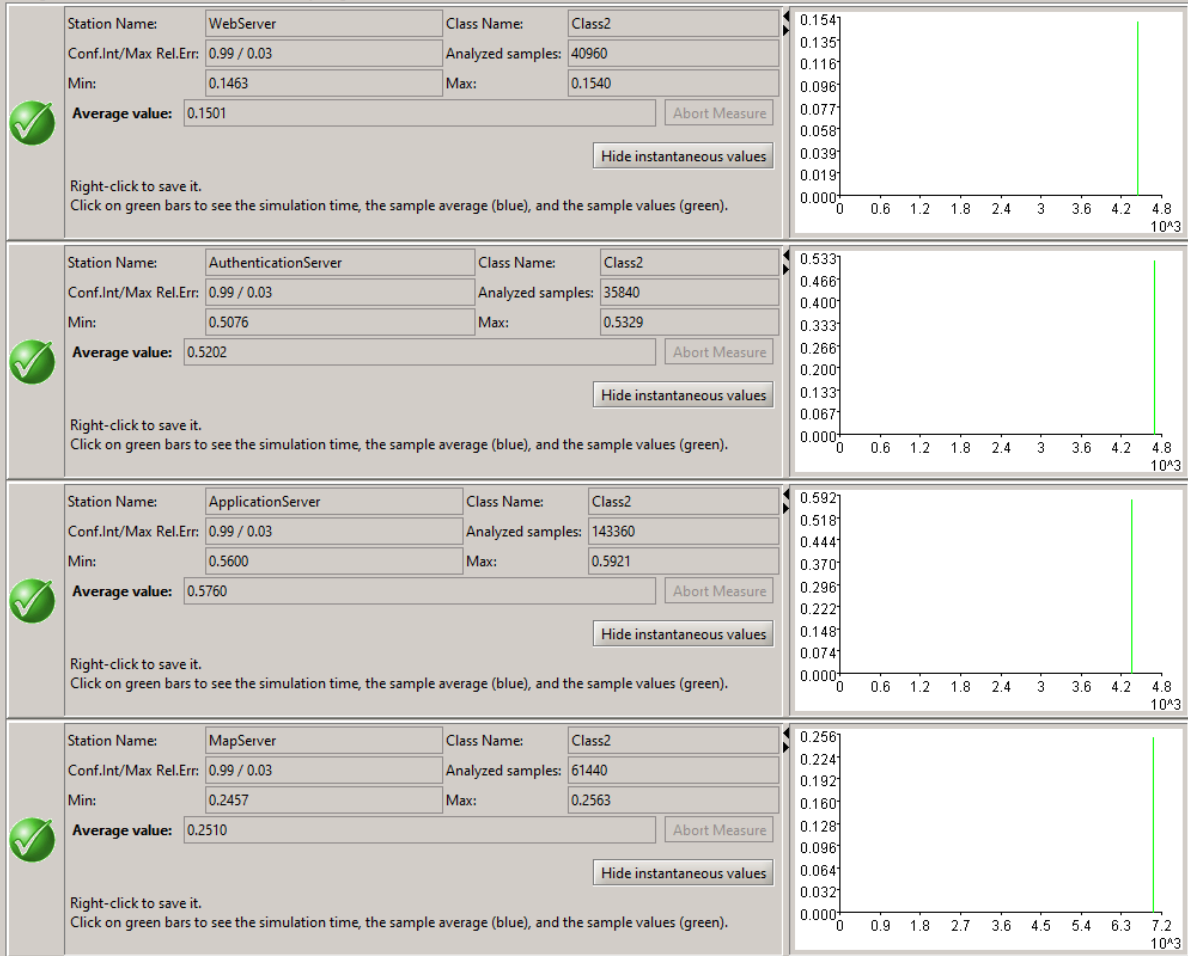 Station Name: WebServer Class Name: Class2
Conf.Int/Max Rel.Err: 0.99 / 0.03 Analyzed samples: 40960
Min: 0.1463 Max: 0.1540
Average value: 0.1501 Abort Measure
Hide instantaneous values
Right-click to save it.
Click on green bars to see the simulation time, the sample average (blue), and the sample values (green).
0.154
0.135
0.116
0.096
0.077
0.058
0.039
0.019
0.000
0 0.6 1.2 1.8 2.4 3 3.6 4.2 4.8
10^3
Station Name: AuthenticationServer Class Name: Class2
Conf.Int/Max Rel.Err: 0.99 / 0.03 Analyzed samples: 35840
Min: 0.5076 Max: 0.5329
Average value: 0.5202 Abort Measure
Hide instantaneous values
Right-click to save it.
Click on green bars to see the simulation time, the sample average (blue), and the sample values (green).
0.533
0.466
0.400
0.333
0.266
0.200
0.133
0.067
0.000
0 0.6 1.2 1.8 2.4 3 3.6 4.2 4.8
10^3
Station Name: ApplicationServer Class Name: Class2
Conf.Int/Max Rel.Err: 0.99 / 0.03 Analyzed samples: 143360
Min: 0.5600 Max: 0.5921
Average value: 0.5760 Abort Measure
Hide instantaneous values
Right-click to save it.
Click on green bars to see the simulation time, the sample average (blue), and the sample values (green).
0.592
0.518
0.444
0.370
0.296
0.222
0.148
0.074
0.000
0 0.6 1.2 1.8 2.4 3 3.6 4.2 4.8
10^3
Station Name: MapServer Class Name: Class2
Conf.Int/Max Rel.Err: 0.99 / 0.03 Analyzed samples: 61440
Min: 0.2457 Max: 0.2563
Average value: 0.2510 Abort Measure
Hide instantaneous values
Right-click to save it.
Click on green bars to see the simulation time, the sample average (blue), and the sample values (green).
0.256
0.224
0.192
0.160
0.128
0.096
0.064
0.032
0.000
0 0.9 1.8 2.7 3.6 4.5 5.4 6.3 7.2
10^3